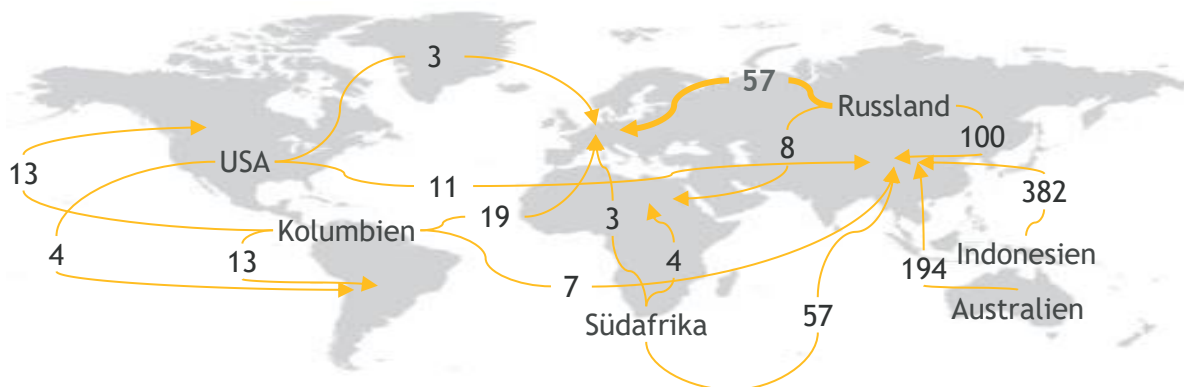 3
57
Russland
100
8
USA
13
11
382
19
3
Kolumbien
4
13
4
Indonesien
194
7
Südafrika
57
Australien